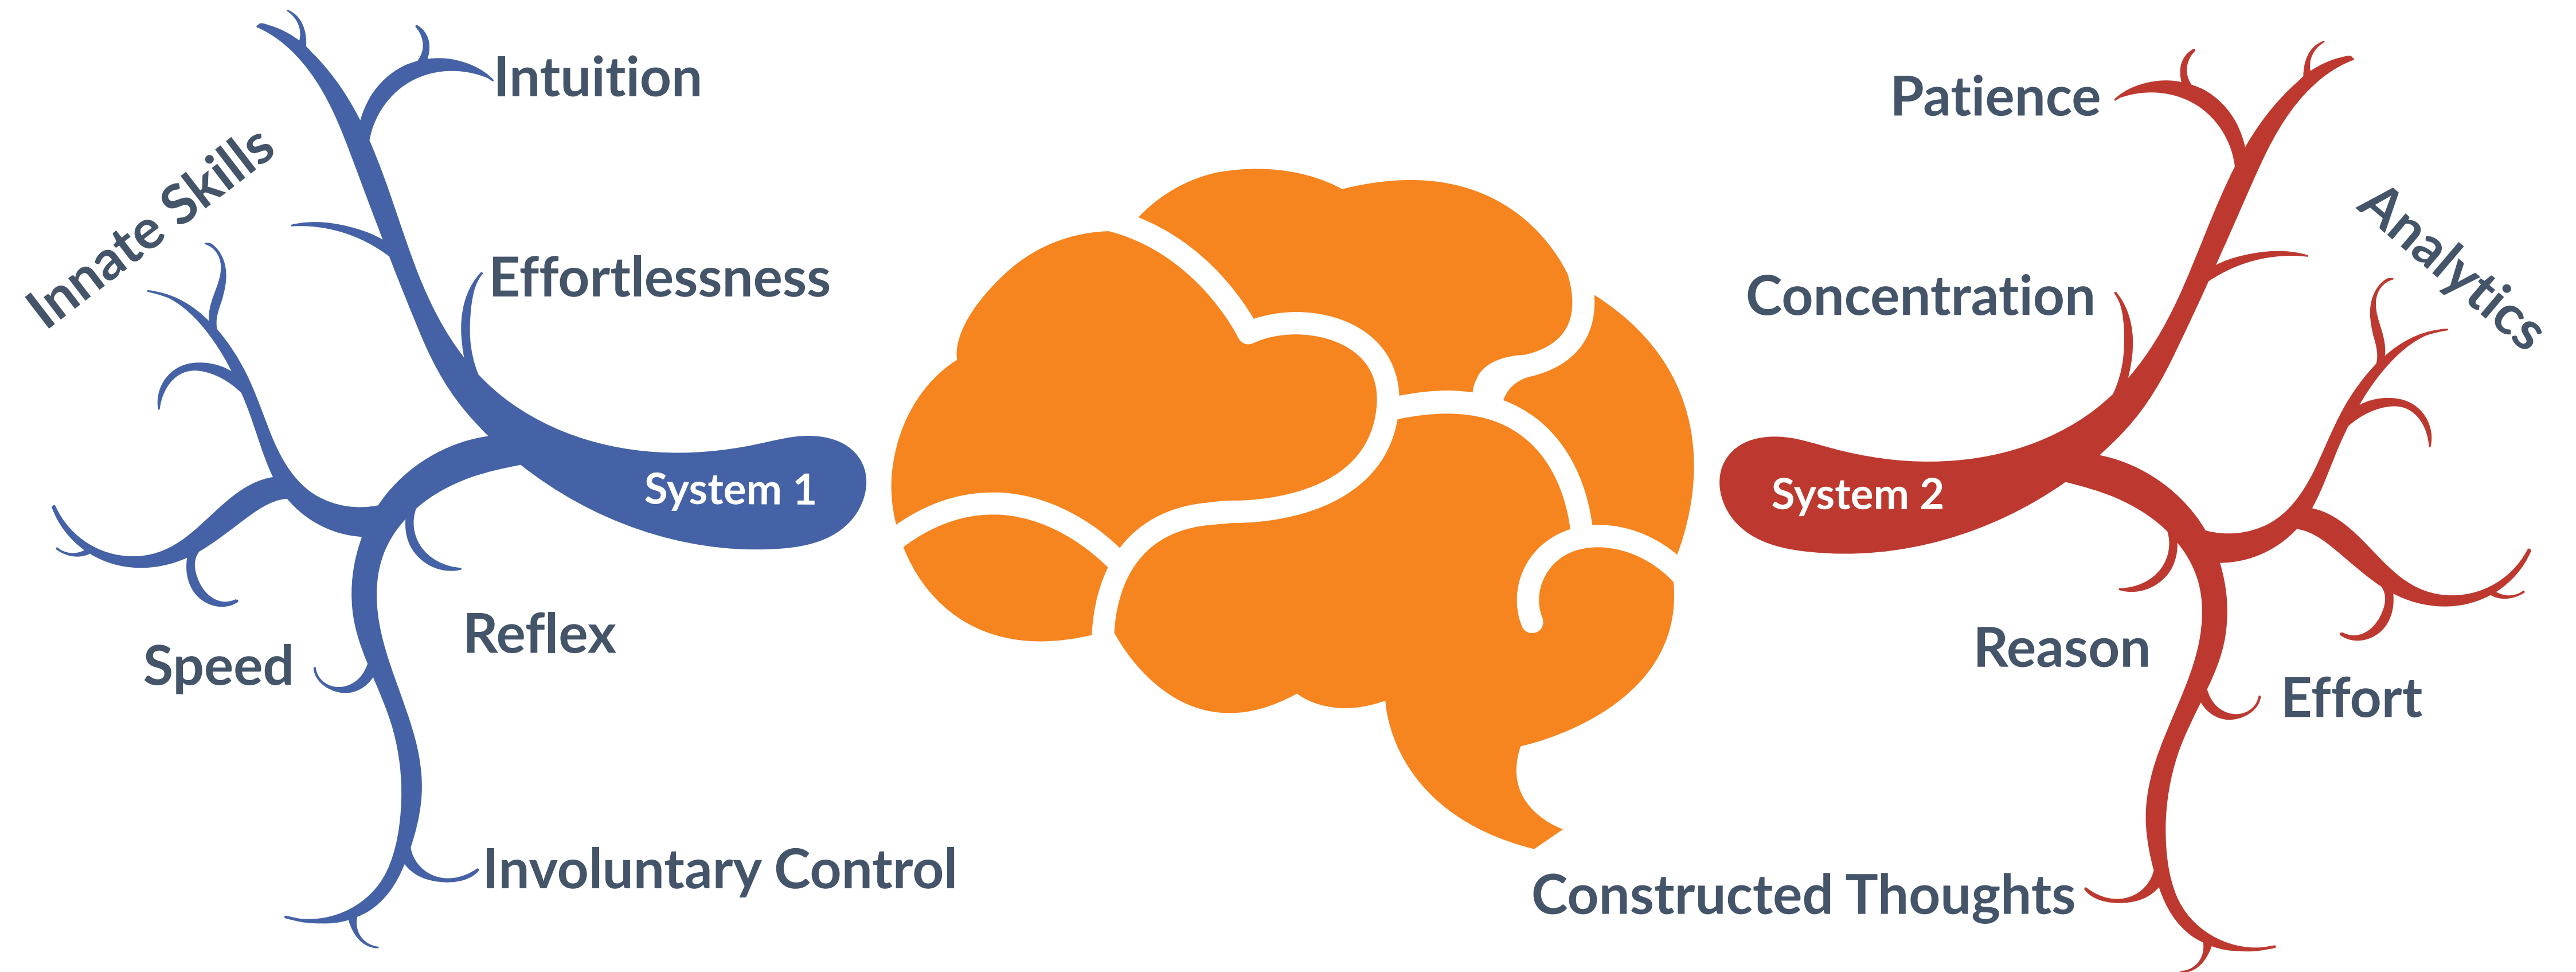 Intuition
Innate Skills
Effortlessness
System 1
Reflex
Speed
Involuntary Control
Patience
Analytics
Concentration
System 2
Reason
Effort
Constructed Thoughts